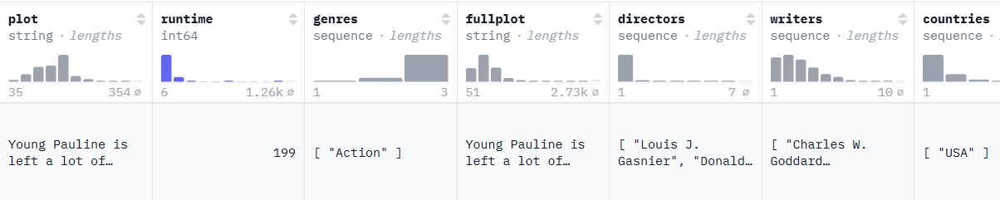 plot runtime genres fullplot directors writers countries
string · lengths int64 sequence · lengths string · lengths sequence · lengths sequence · lengths sequence ·
35 354 ∅ 6 1.26k ∅ 1 3 51 2.73k ∅ 1 7 ∅ 1 10 ∅ 1
Young Pauline is left a lot of…
199
[ "Action" ]
Young Pauline is left a lot of…
[ "Louis J. Gasnier", "Donald…
[ "Charles W. Goddard…
[ "USA" ]